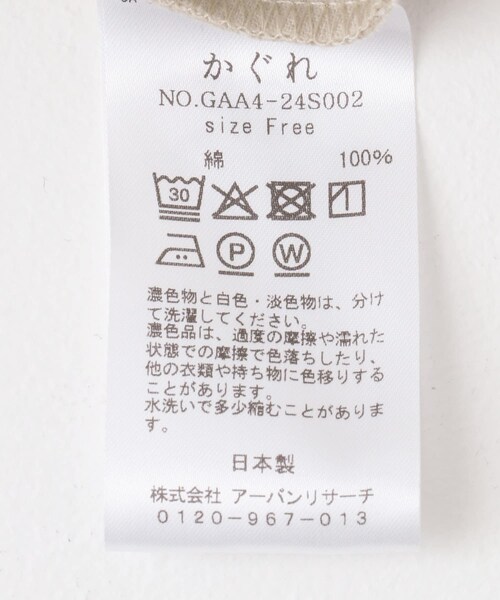 かぐれ
NO.GAA4-24S002
size Free
綿 100%
30
P W
濃色物と白色・淡色物は、分け
て洗濯してください。
濃色品は、過度の摩擦や濡れた
状態での摩擦で色落ちしたり、
他の衣類や持ち物に色移りする
ことがあります。
水洗いで多少縮むことがありま
す。
日本製
株式会社 アーバンリサーチ
0120-967-013